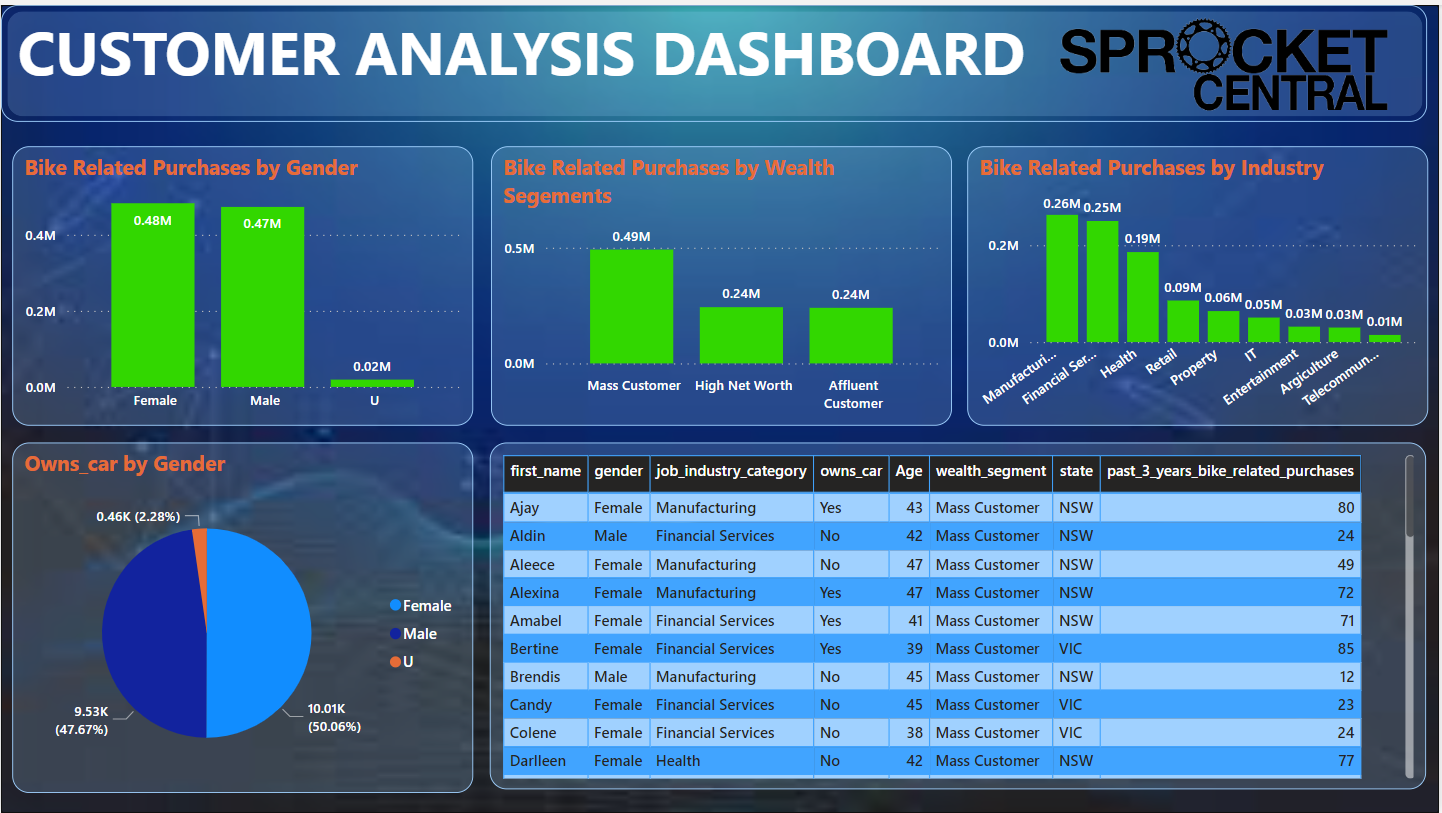 CUSTOMER ANALYSIS DASHBOARD
SPROCKET
CENTRAL
Bike Related Purchases by Gender
0.4M
0.2M
0.0M
0.48M
0.47M
0.02M
Female
Male
U
Bike Related Purchases by Wealth
Segements
0.5M
0.0M
0.49M
0.24M
0.24M
Mass Customer
High Net Worth
Affluent
Customer
Bike Related Purchases by Industry
0.2M
0.0M
0.26M
0.25M
0.19M
0.09M
0.06M
0.05M
0.03M
0.03M
0.01M
Manufacturi...
Financial Ser...
Health
Retail
Property
IT
Entertainment
Argiculture
Telecommun...
Owns_car by Gender
0.46K (2.28%)
9.53K
(47.67%)
10.01K
(50.06%)
Female
Male
U
first_name gender job_industry_category owns_car Age wealth_segment state past_3_years_bike_related_purchases
Ajay Female Manufacturing Yes 43 Mass Customer NSW 80
Aldin Male Financial Services No 42 Mass Customer NSW 24
Aleece Female Manufacturing No 47 Mass Customer NSW 49
Alexina Female Manufacturing Yes 47 Mass Customer NSW 72
Amabel Female Financial Services Yes 41 Mass Customer NSW 71
Bertine Female Financial Services Yes 39 Mass Customer VIC 85
Brendis Male Manufacturing No 45 Mass Customer NSW 12
Candy Female Financial Services No 45 Mass Customer VIC 23
Colene Female Financial Services No 38 Mass Customer VIC 24
Darlleen Female Health No 42 Mass Customer NSW 77